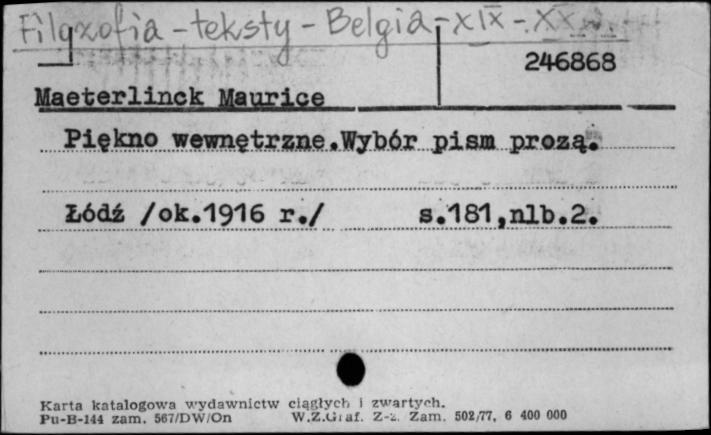 Filozofia - teksty - Belgia - XIX - XX w.
246868
Maeterlinck Maurice
Piękno wewnętrzne.Wybór pism prozą.
Łódź /ok.1916 r./ s.181,nlb.2.
Karta katalogowa wydawnictw ciągłych i zwartych.
Pu-B-144 zam. 567/DW/On W.Z.Graf. Z-z. Zam. 502/77. 6 400 000